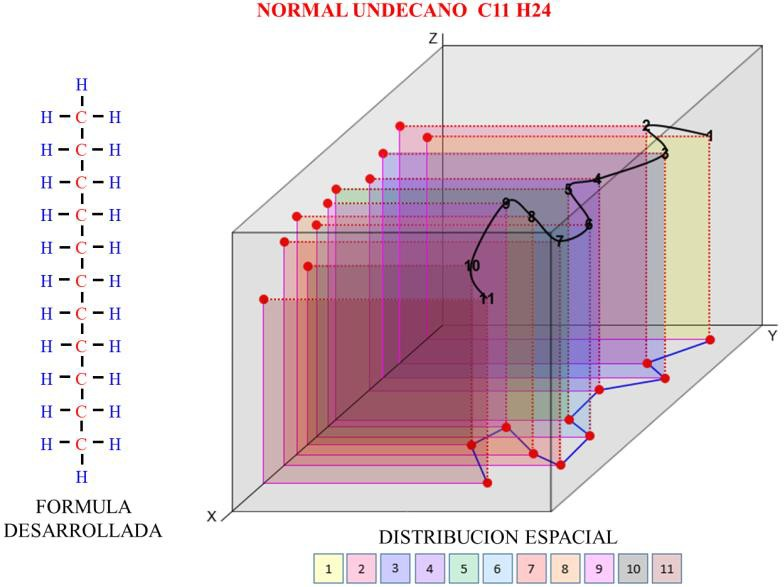 NORMAL UNDECANO C11 H24
Z
H
H C H
H C H
H C H
H C H
H C H
H C H
H C H
H C H
H C H
H C H
H C H
H
FORMULA
DESARROLLADA
2
1
3
4
5
6
9
8
7
10
11
Y
X
DISTRIBUCION ESPACIAL
1 2 3 4 5 6 7 8 9 10 11